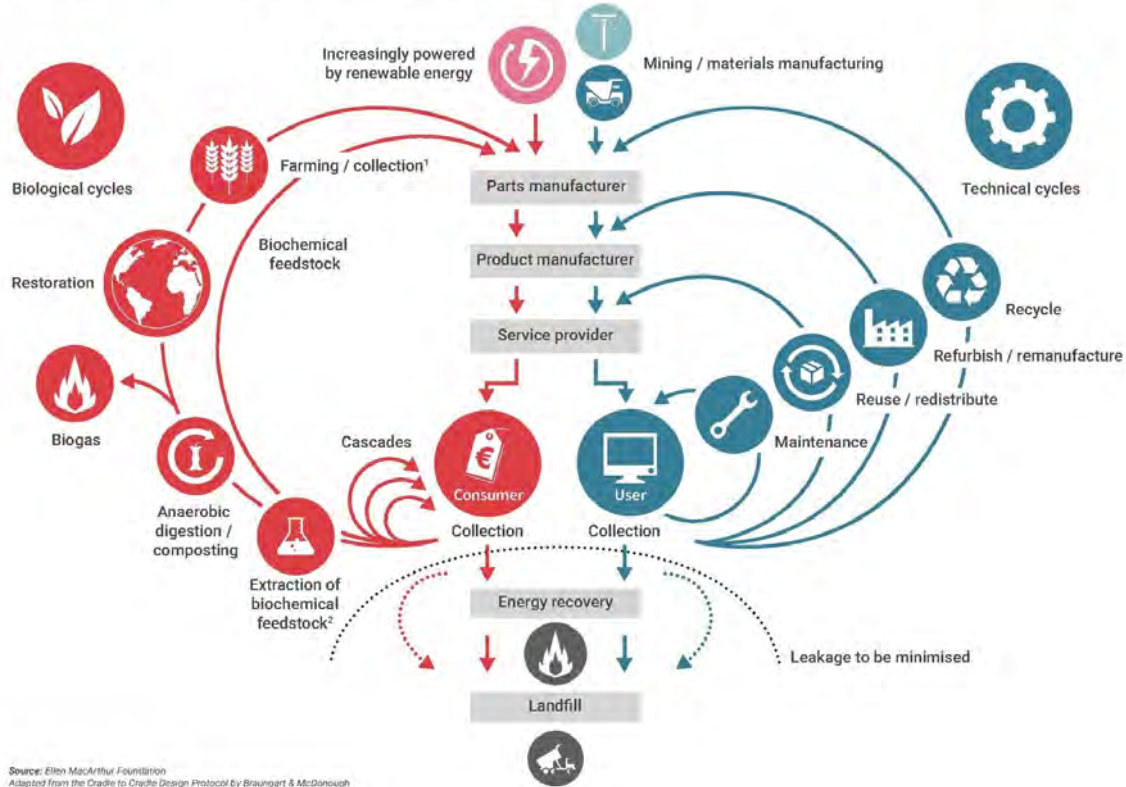 Increasingly powered
by renewable energy
Mining / materials manufacturing
Biological cycles
Farming / collection¹
Parts manufacturer
Technical cycles
Biochemical
feedstock
Product manufacturer
Restoration
Recycle
Service provider
Refurbish / remanufacture
Reuse / redistribute
Biogas
Cascades
Maintenance
€
Consumer
User
Anaerobic
digestion /
composting
Collection
Collection
Extraction of
biochemical
feedstock²
Energy recovery
Leakage to be minimised
Landfill
Source: Ellen MacArthur Foundation
Adapted from the Cradle to Cradle Design Protocol by Braungart & McDonough